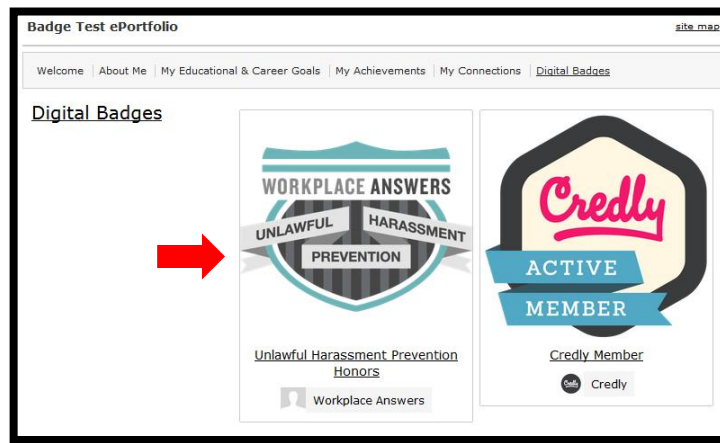 Badge Test ePortfolio
site map
Welcome About Me My Educational & Career Goals My Achievements My Connections Digital Badges
Digital Badges
WORKPLACE ANSWERS
UNLAWFUL HARASSMENT
PREVENTION
Unlawful Harassment Prevention
Honors
Workplace Answers
Credly
ACTIVE
MEMBER
Credly Member
Credly
Credly